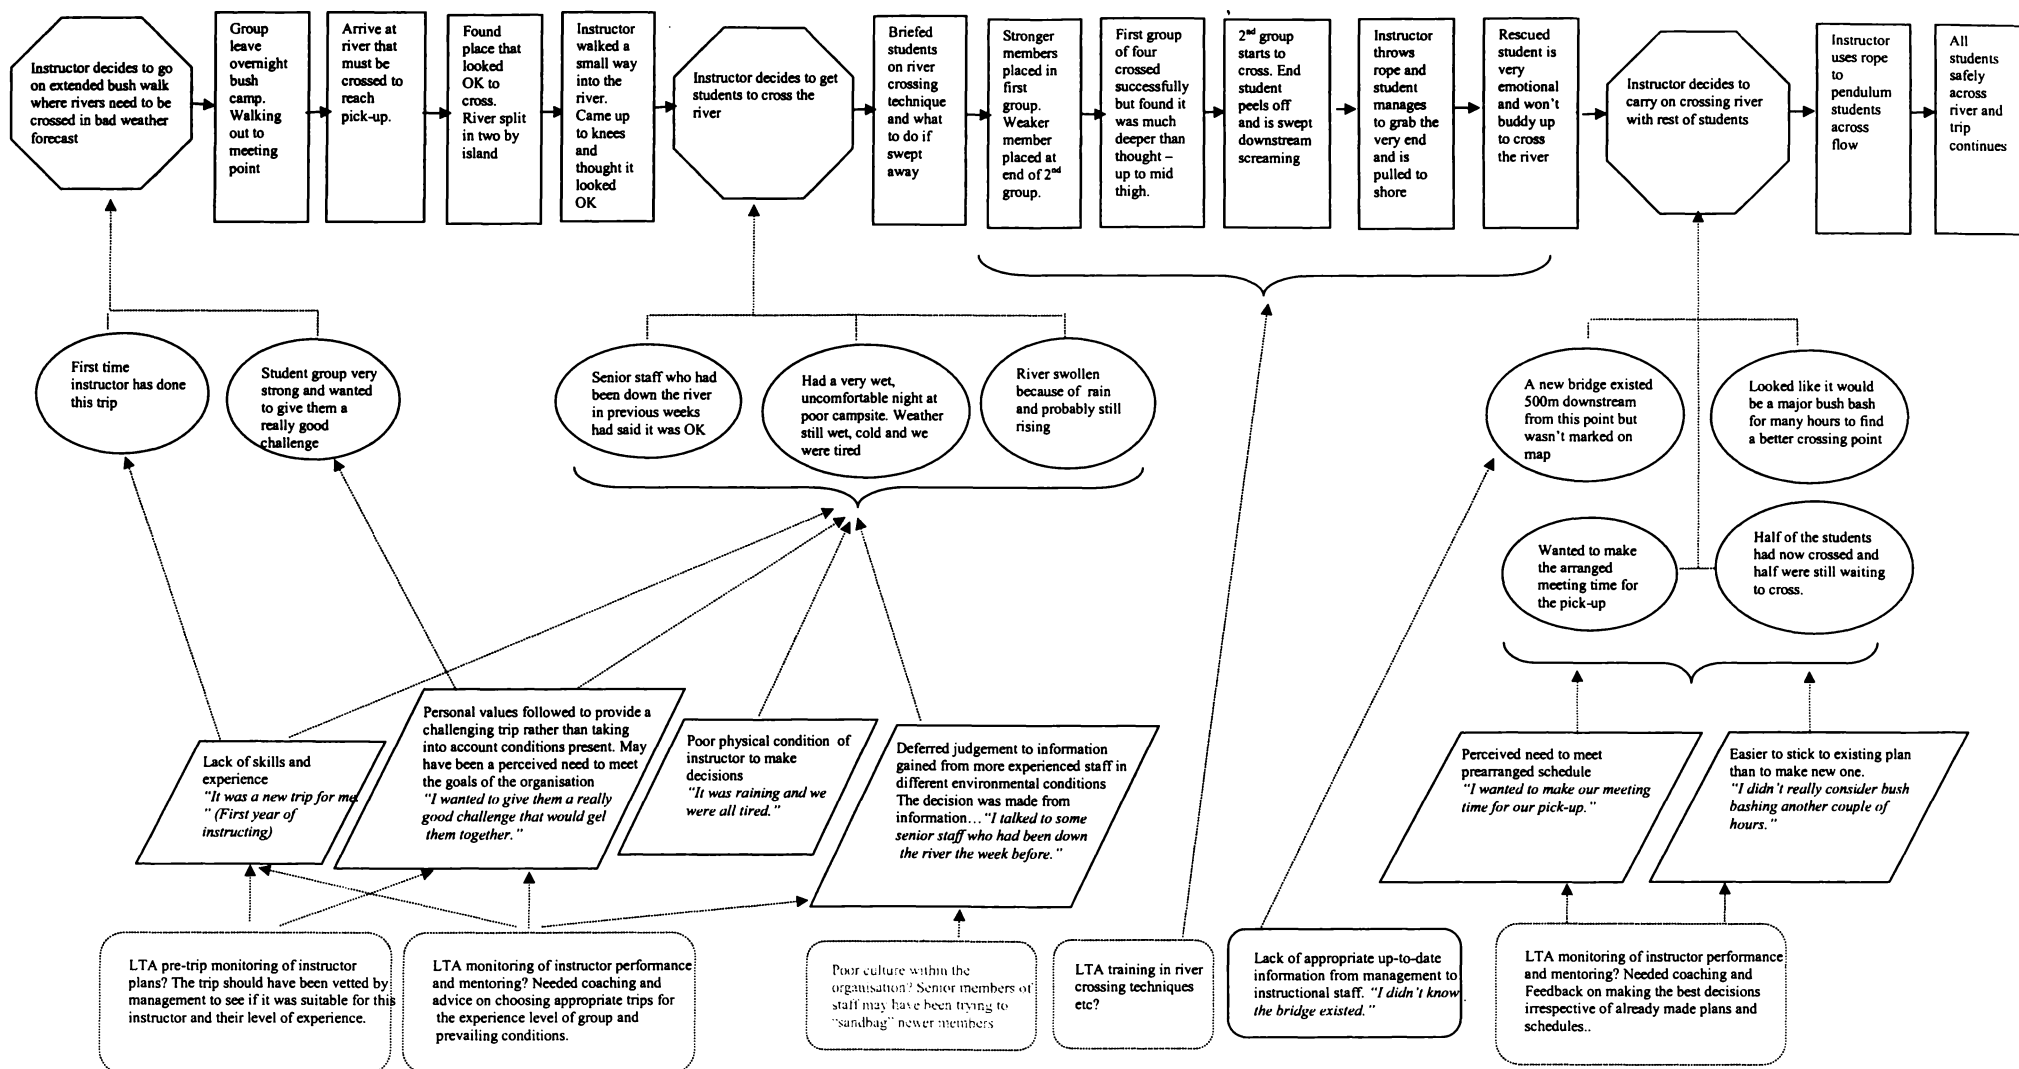 Instructor decides to go
on extended bush walk
where rivers need to be
crossed in bad weather
forecast
Group
leave
overnight
bush
camp.
Walking
out to
meeting
point
Arrive at
river that
must be
crossed to
reach
pick-up.
Found
place that
looked
OK to
cross.
River split
in two by
island
Instructor
walked a
small way
into the
river.
Came up
to knees
and
thought it
looked
OK
Instructor decides to get
students to cross the
river
Briefed
students
on river
crossing
technique
and what
to do if
swept
away
Stronger
members
placed in
first
group.
Weaker
member
placed at
end of 2nd
group.
First group
of four
crossed
successfully
but found it
was much
deeper than
thought –
up to mid
thigh.
2nd group
starts to
cross. End
student
peels off
and is swept
downstream
screaming
Instructor
throws rope
and student
manages to
grab the
very end
and is
pulled to
shore
Rescued
student is
very
emotional
and won't
buddy up
to cross
the river
Instructor decides to
carry on crossing river
with rest of students
Instructor
uses rope
to
pendulum
students
across
flow
All
students
safely
across
river and
trip
continues
First time
instructor has done
this trip
Student group very
strong and wanted
to give them a
really good
challenge
Senior staff who had
been down the river
in previous weeks
had said it was OK
Had a very wet,
uncomfortable night at
poor campsite. Weather
still wet, cold and we
were tired
River swollen
because of rain
and probably still
rising
A new bridge existed
500m downstream
from this point but
wasn't marked on
map
Looked like it would
be a major bush bash
for many hours to find
a better crossing point
Wanted to make
the arranged
meeting time for
the pick-up
Half of the students
had now crossed and
half were still waiting
to cross.
Lack of skills and
experience
"It was a new trip for me.
" (First year of
instructing)
Personal values followed to provide a
challenging trip rather than taking
into account conditions present. May
have been a perceived need to meet
the goals of the organisation
"I wanted to give them a really
good challenge that would gel
them together."
Poor physical condition of
instructor to make
decisions
"It was raining and we
were all tired."
Deferred judgement to information
gained from more experienced staff in
different environmental conditions
The decision was made from
information… "I talked to some
senior staff who had been down
the river the week before."
Perceived need to meet
prearranged schedule
"I wanted to make our meeting
time for our pick-up."
Easier to stick to existing plan
than to make new one.
"I didn't really consider bush
bashing another couple of
hours."
LTA pre-trip monitoring of instructor
plans? The trip should have been vetted by
management to see if it was suitable for this
instructor and their level of experience.
LTA monitoring of instructor performance
and mentoring? Needed coaching and
advice on choosing appropriate trips for
the experience level of group and
prevailing conditions.
Poor culture within the
organisation? Senior members of
staff may have been trying to
"sandbag" newer members
LTA training in river
crossing techniques
etc?
Lack of appropriate up-to-date
information from management to
instructional staff. "I didn't know
the bridge existed."
LTA monitoring of instructor performance
and mentoring? Needed coaching and
Feedback on making the best decisions
irrespective of already made plans and
schedules..